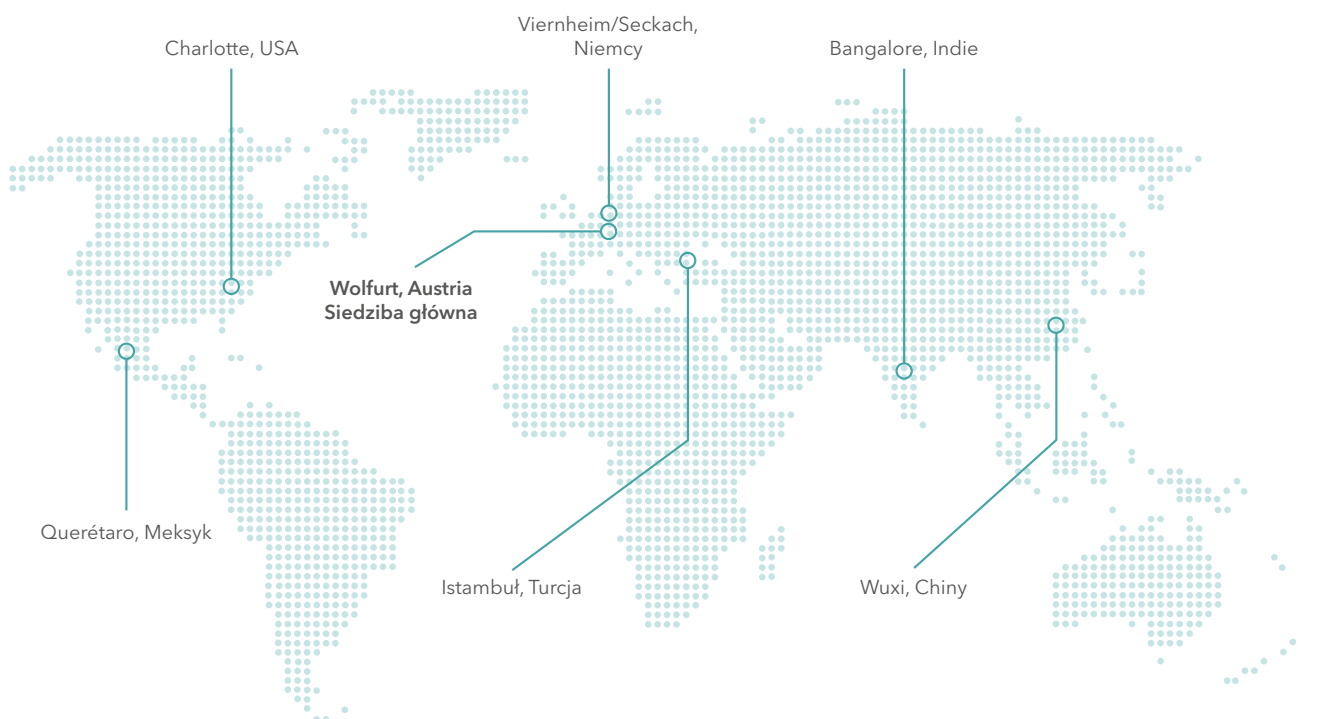 Viernheim/Seckach,
Niemcy
Charlotte, USA
Bangalore, Indie
Wolfurt, Austria
Siedziba główna
Querétaro, Meksyk
Istambuł, Turcja
Wuxi, Chiny